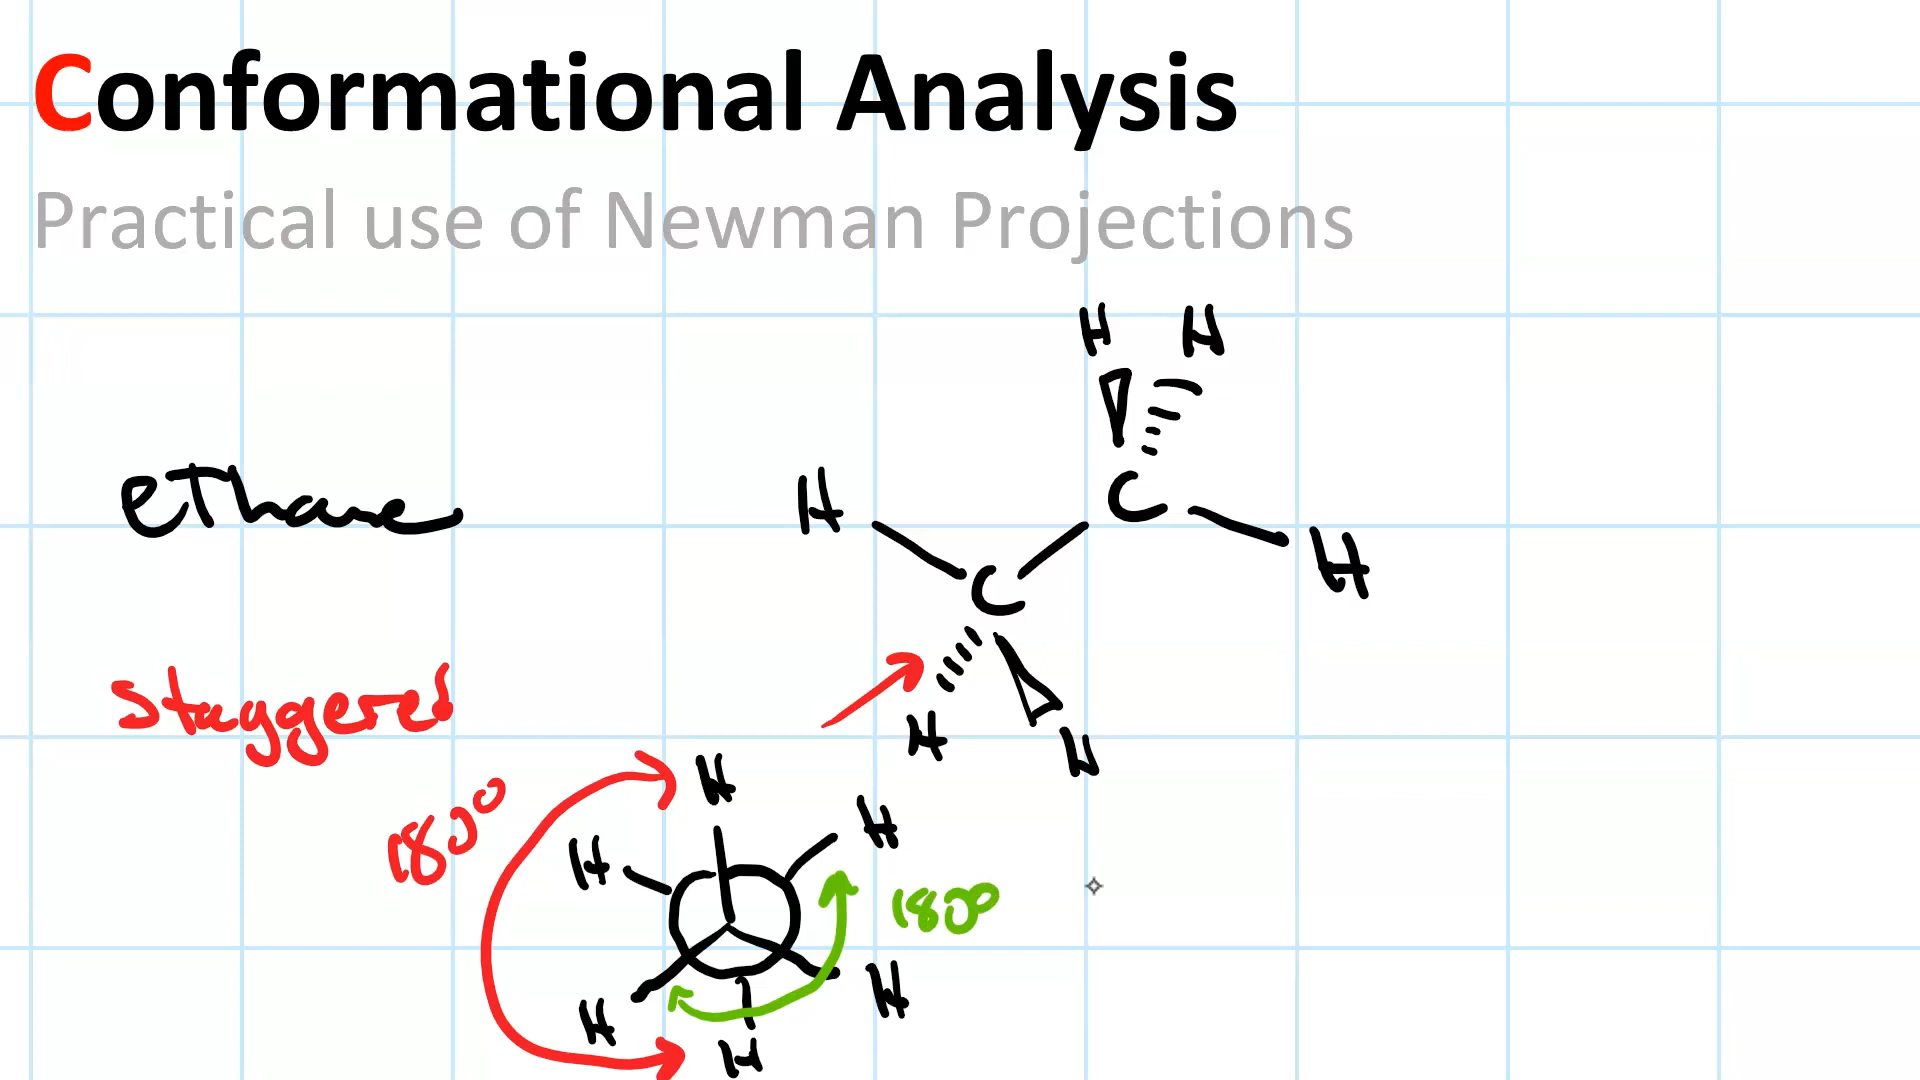 Conformational Analysis
Practical use of Newman Projections
H H
ethane
H C H
C
staggered
H H
H
180°
H
H
180°
H
H
H